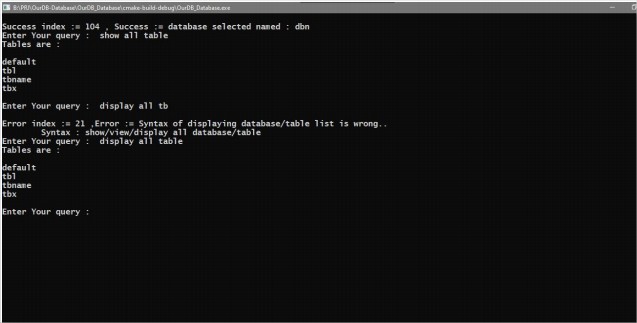 B:\PRJ\OurDB-Database\OurDB_Database\cmake-build-debug\OurDB_Database.exe
Success index := 104 , Success := database selected named : dbn
Enter Your query :  show all table
Tables are :
default
tbl
tbname
tbx
Enter Your query :  display all tb
Error index := 21 ,Error := Syntax of displaying database/table list is wrong..
Syntax : show/view/display all database/table
Enter Your query :  display all table
Tables are :
default
tbl
tbname
tbx
Enter Your query :